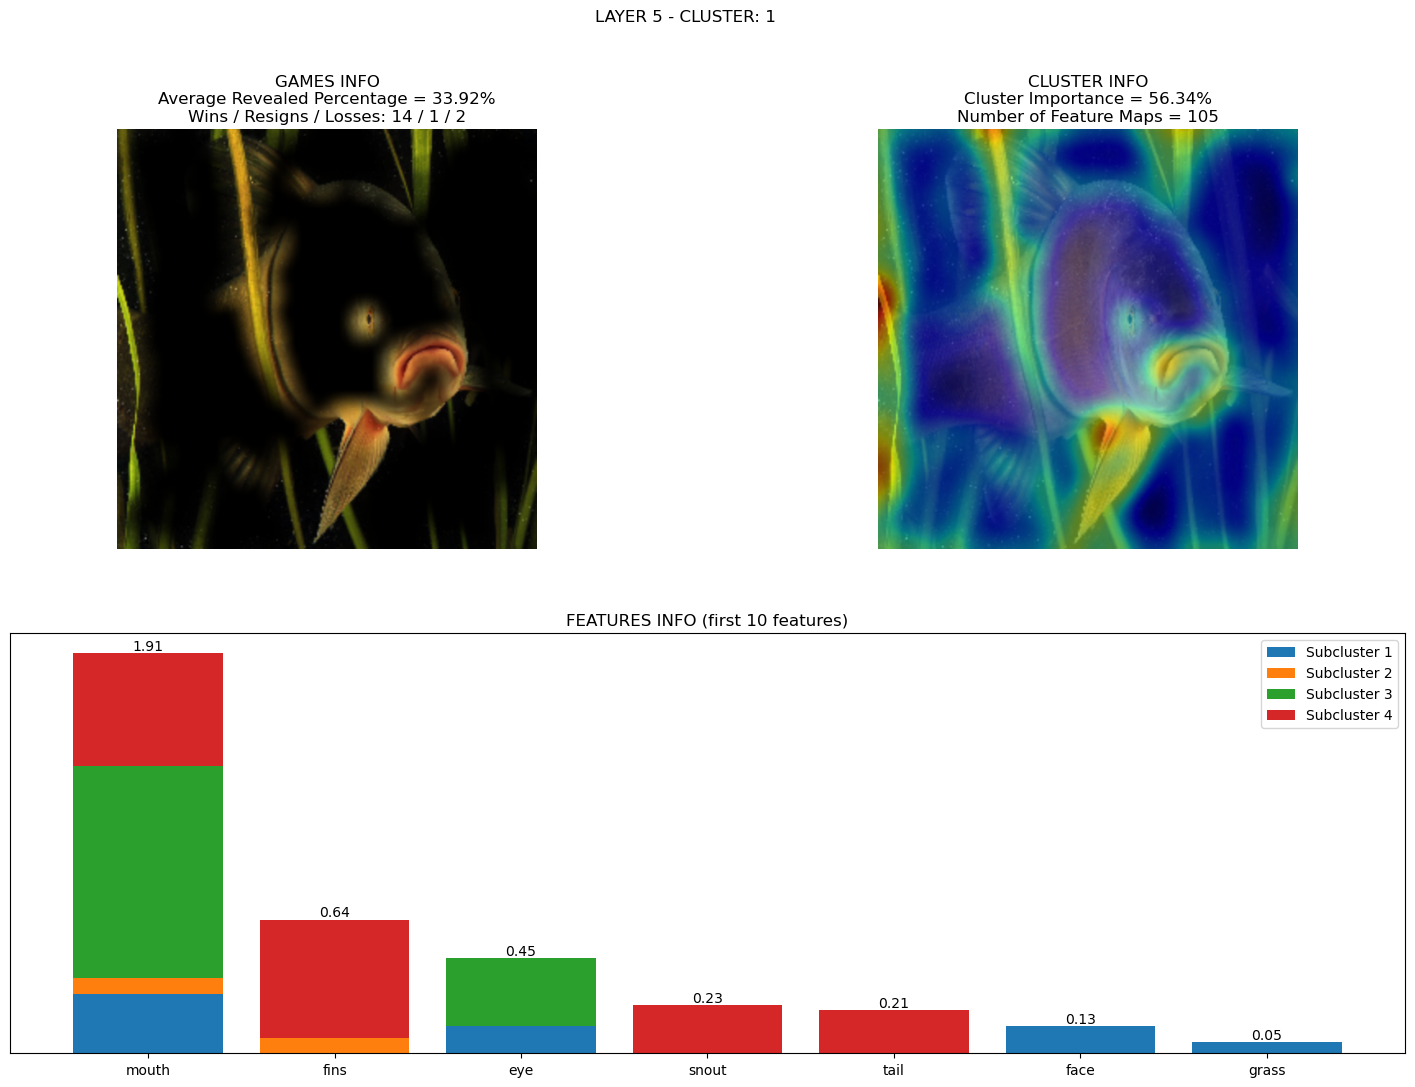 LAYER 5 - CLUSTER: 1
GAMES INFO
Average Revealed Percentage = 33.92%
Wins / Resigns / Losses: 14 / 1 / 2
CLUSTER INFO
Cluster Importance = 56.34%
Number of Feature Maps = 105
FEATURES INFO (first 10 features)
1.91
0.64
0.45
0.23
0.21
0.13
0.05
Subcluster 1
Subcluster 2
Subcluster 3
Subcluster 4
mouth
fins
eye
snout
tail
face
grass